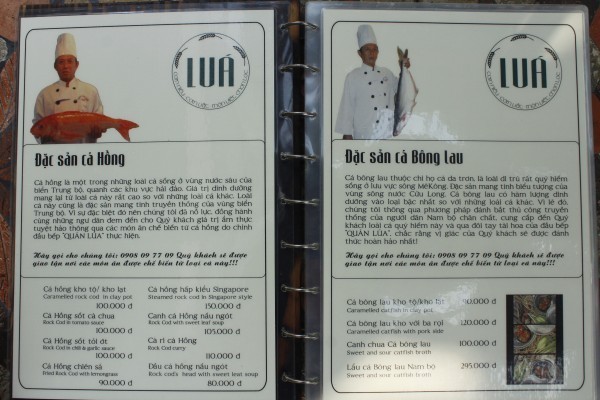 LUÁ
Đặc sản cá Hồng
Cá hồng là một trong những loài cá sống ở vùng nước sâu của
biển Trung bộ, quanh các khu vực hải đảo. Giá trị dinh dưỡng
mang lại từ loài cá này rất cao so với những loài cá khác. Loài
cá này cũng là đặc sản mang tính truyền thống của vùng biển
Trung bộ. Vì sự đặc biệt đó nên chúng tôi đã nỗ lực, đồng hành
cùng những ngư dân đem đến cho Quý khách giá trị ẩm thực
tuyệt hảo thông qua các món ăn chế biến từ cá hồng do chính
đầu bếp "QUÁN LÚA" thực hiện.
Hãy gọi cho chúng tôi: 0908 09 77 09 Quý khách sẽ được
giao tận nơi các món ăn được chế biến từ loại cá này!!!
Cá hồng kho tộ/ kho lạt
Caramelled rock cod in clay pot
100.000 đ
Cá Hồng sốt cà chua
Rock Cod in tomato sauce
100.000 đ
Cá Hồng sốt tỏi ớt
Rock Cod in chili & garlic sauce
100.000 đ
Cá Hồng chiên sả
Dried Rock Cod with lemongrass
90.000 đ
Cá hồng hấp kiểu Singapore
Steamed rock cod in Singapore style
150.000 đ
Canh Hồng nấu ngót
Rock Cod with sweet leaf soup
105.000 đ
Cà ri cá Hồng
Rock Cod curry
110.000 đ
Đầu cá hồng nấu ngót
Rock Cod's head with sweet leaf soup
80.000 đ
LUÁ
Đặc sản cá Bông lau
Cá bông lau thuộc chi họ cá da trơn, là loài di trú rất quý hiếm
sống ở lưu vực sông MêKông. Đặc sản mang tính biểu tượng của
vùng sông nước Cửu Long. Cá bông lau có hàm lượng dinh
dưỡng vào loại bậc nhất so với những loài cá khác. Vì lẽ đó,
chúng tôi thông qua phương pháp đánh bắt thủ công truyền
thống của người dân Nam bộ chân chất, cung cấp đến Quý
khách loài cá quý hiếm này và qua đôi tay tài hoa của đầu bếp
"QUÁN LÚA", chắc rằng vị giác của Quý khách sẽ được đánh
thức hoàn hảo nhất!
Hãy gọi cho chúng tôi: 0908 09 77 09 Quý khách sẽ được
giao tận nơi các món ăn được chế biến từ loại cá này!!!
Cá bông lau kho tộ/kho lạt
90.000 đ
Caramelled catfish in clay pot
Cá bông lau kho với ba rọi
120.000 đ
Caramelled catfish with pork side
Canh chua Cá bông lau
100.000 đ
Sweet and sour catfish broth
Lẩu cá Bông lau Nam bộ
295.000 đ
Sweet and sour catfish broth